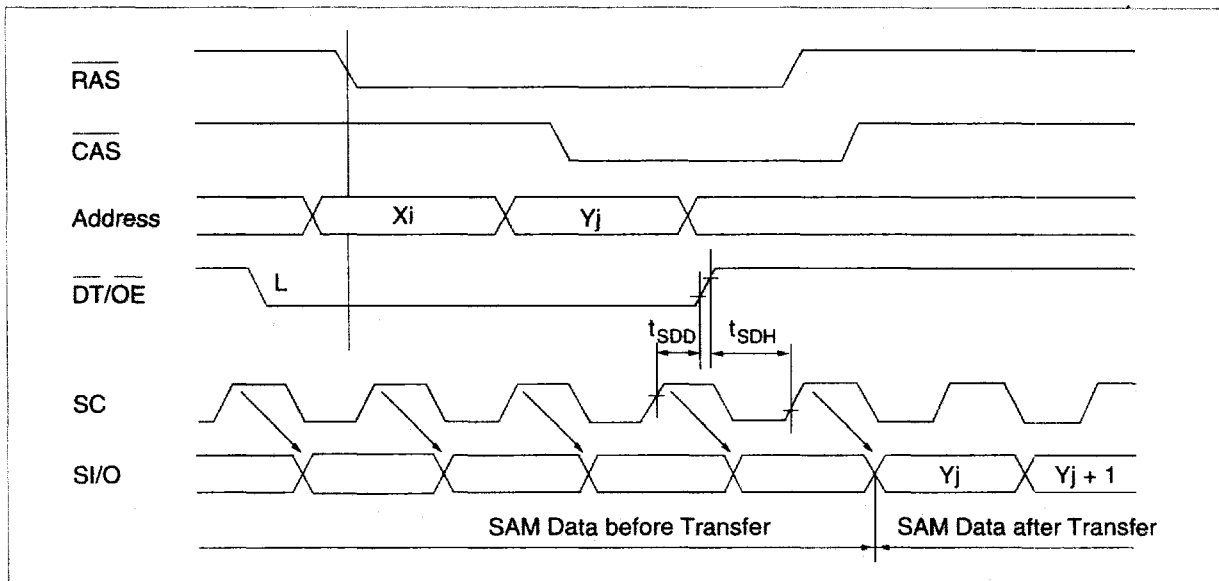 RAS
CAS
Address Xi Yj
DT/OE L
tSDD tSDH
SC
SI/O Yj Yj + 1
SAM Data before Transfer SAM Data after Transfer